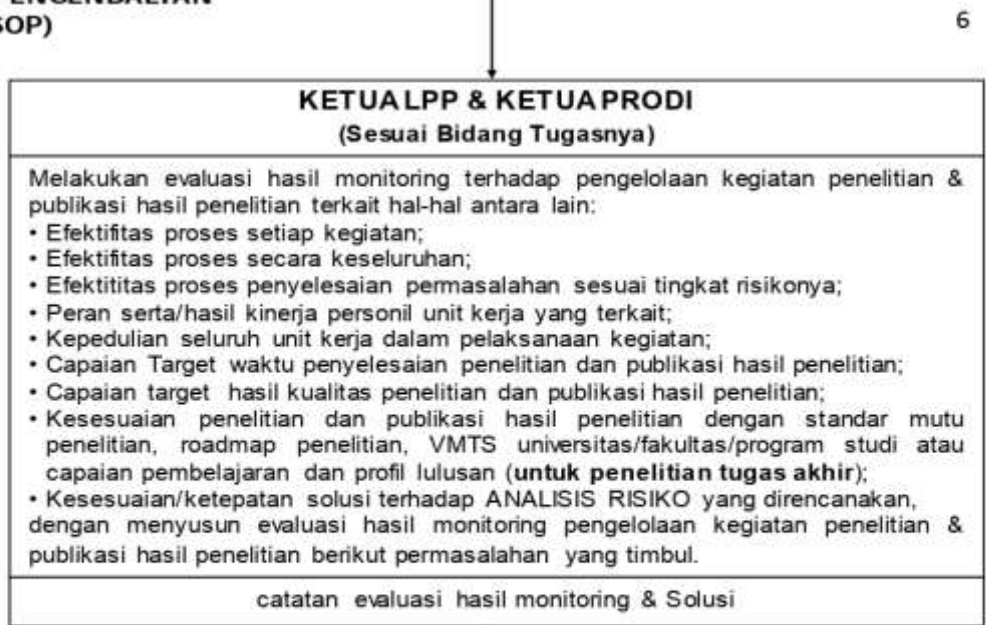 SOP)
6
KETUA LPP & KETUA PRODI
(Sesuai Bidang Tugasnya)
Melakukan evaluasi hasil monitoring terhadap pengelolaan kegiatan penelitian &
publikasi hasil penelitian terkait hal-hal antara lain:
• Efektifitas proses setiap kegiatan;
• Efektifitas proses secara keseluruhan;
• Efektititas proses penyelesaian permasalahan sesuai tingkat risikonya;
• Peran serta/hasil kinerja personil unit kerja yang terkait;
• Kepedulian seluruh unit kerja dalam pelaksanaan kegiatan;
• Capaian Target waktu penyelesaian penelitian dan publikasi hasil penelitian;
• Capaian target hasil kualitas penelitian dan publikasi hasil penelitian;
• Kesesuaian penelitian dan publikasi hasil penelitian dengan standar mutu
penelitian, roadmap penelitian, VMTS universitas/fakultas/program studi atau
capaian pembelajaran dan profil lulusan (untuk penelitian tugas akhir);
• Kesesuaian/ketepatan solusi terhadap ANALISIS RISIKO yang direncanakan,
dengan menyusun evaluasi hasil monitoring pengelolaan kegiatan penelitian &
publikasi hasil penelitian berikut permasalahan yang timbul.
catatan evaluasi hasil monitoring & Solusi